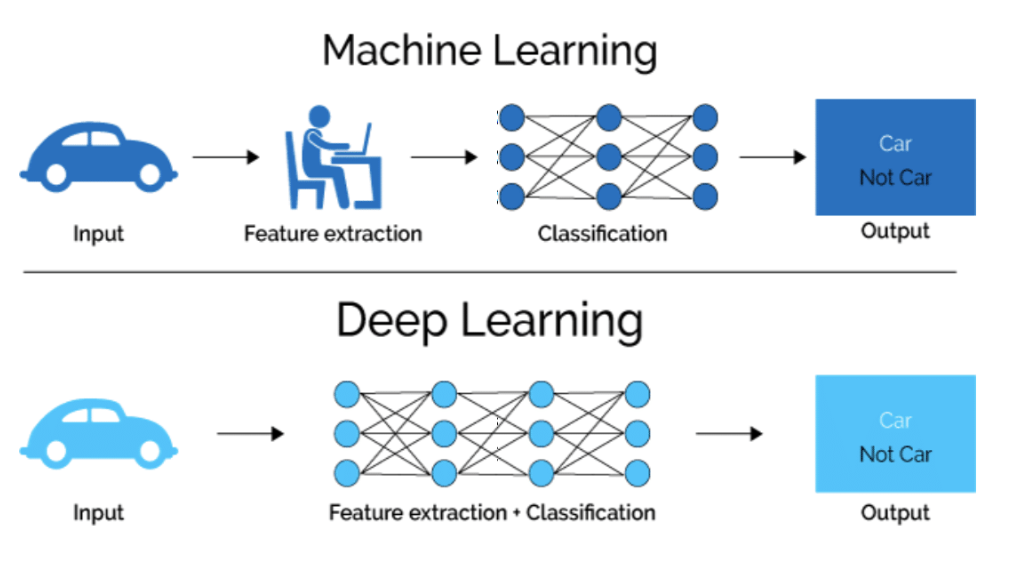 Machine Learning
Car
Not Car
Input
Feature extraction
Classification
Output
Deep Learning
Car
Not Car
Input
Feature extraction + Classification
Output